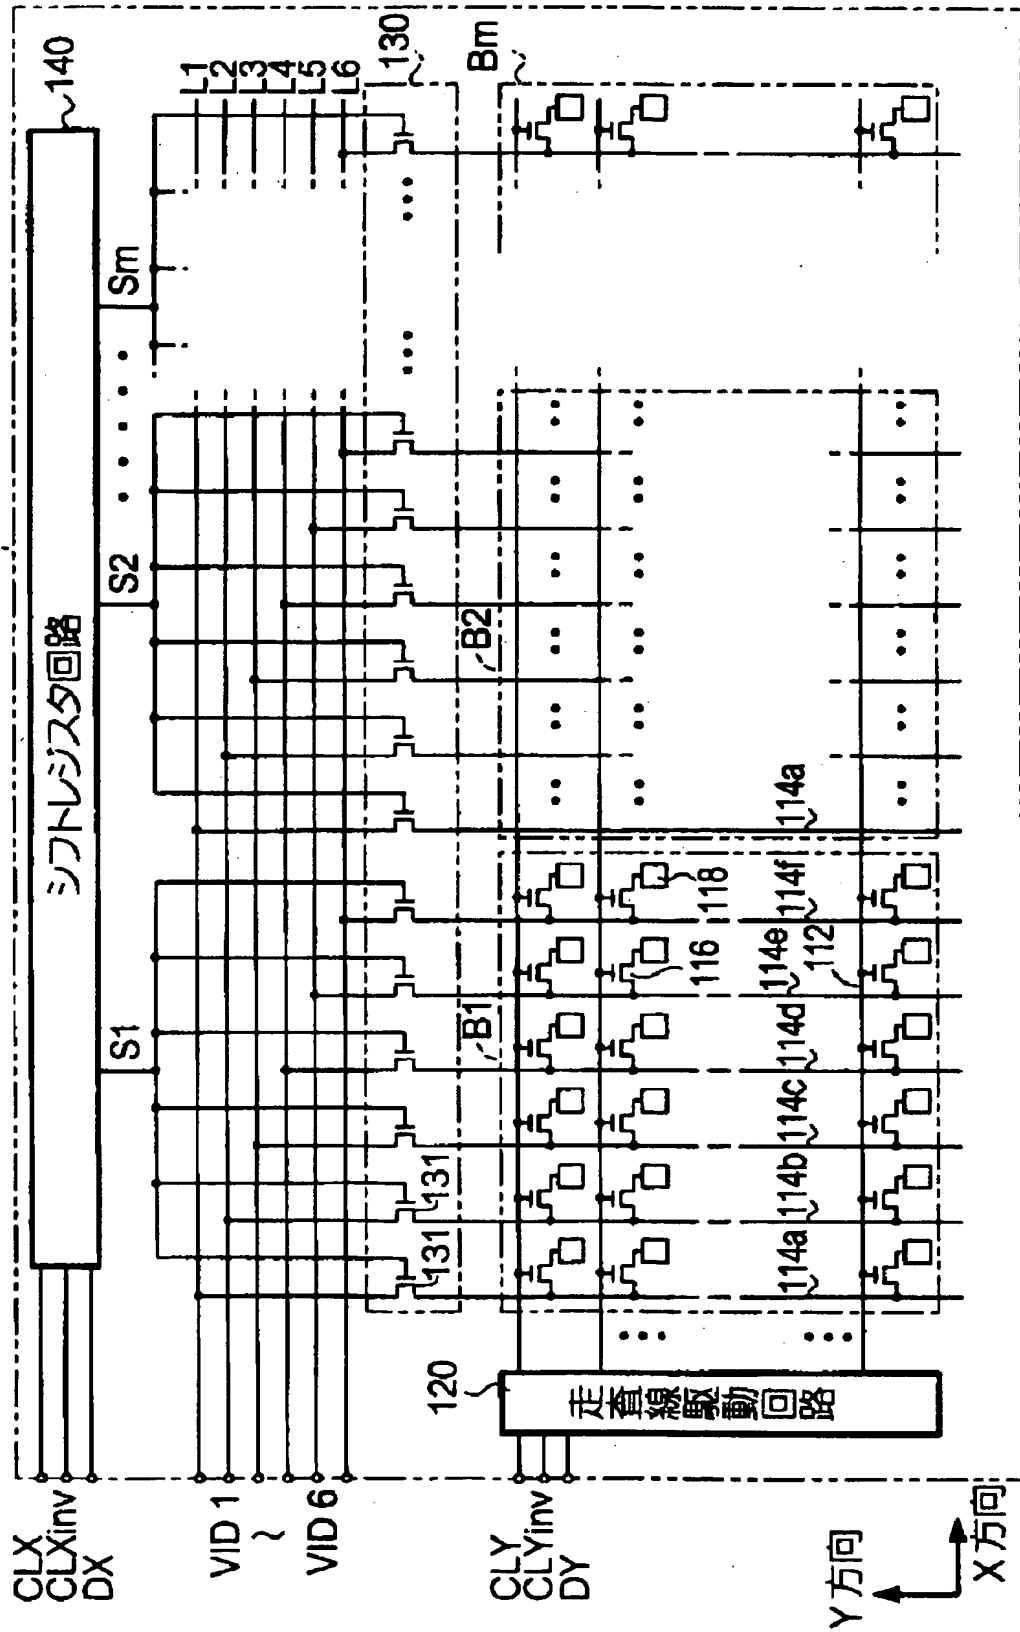 CLX
CLXinv
DX
シフトレジスタ回路
140
S1
S2
Sm
VID 1
~
VID 6
L1
L2
L3
L4
L5
L6
130
131
131
B1
B2
Bm
CLY
CLYinv
DY
120
走査線駆動回路
116
118
114a
114b
114c
114d
114e
112
114f
114a
Y 方向
X 方向